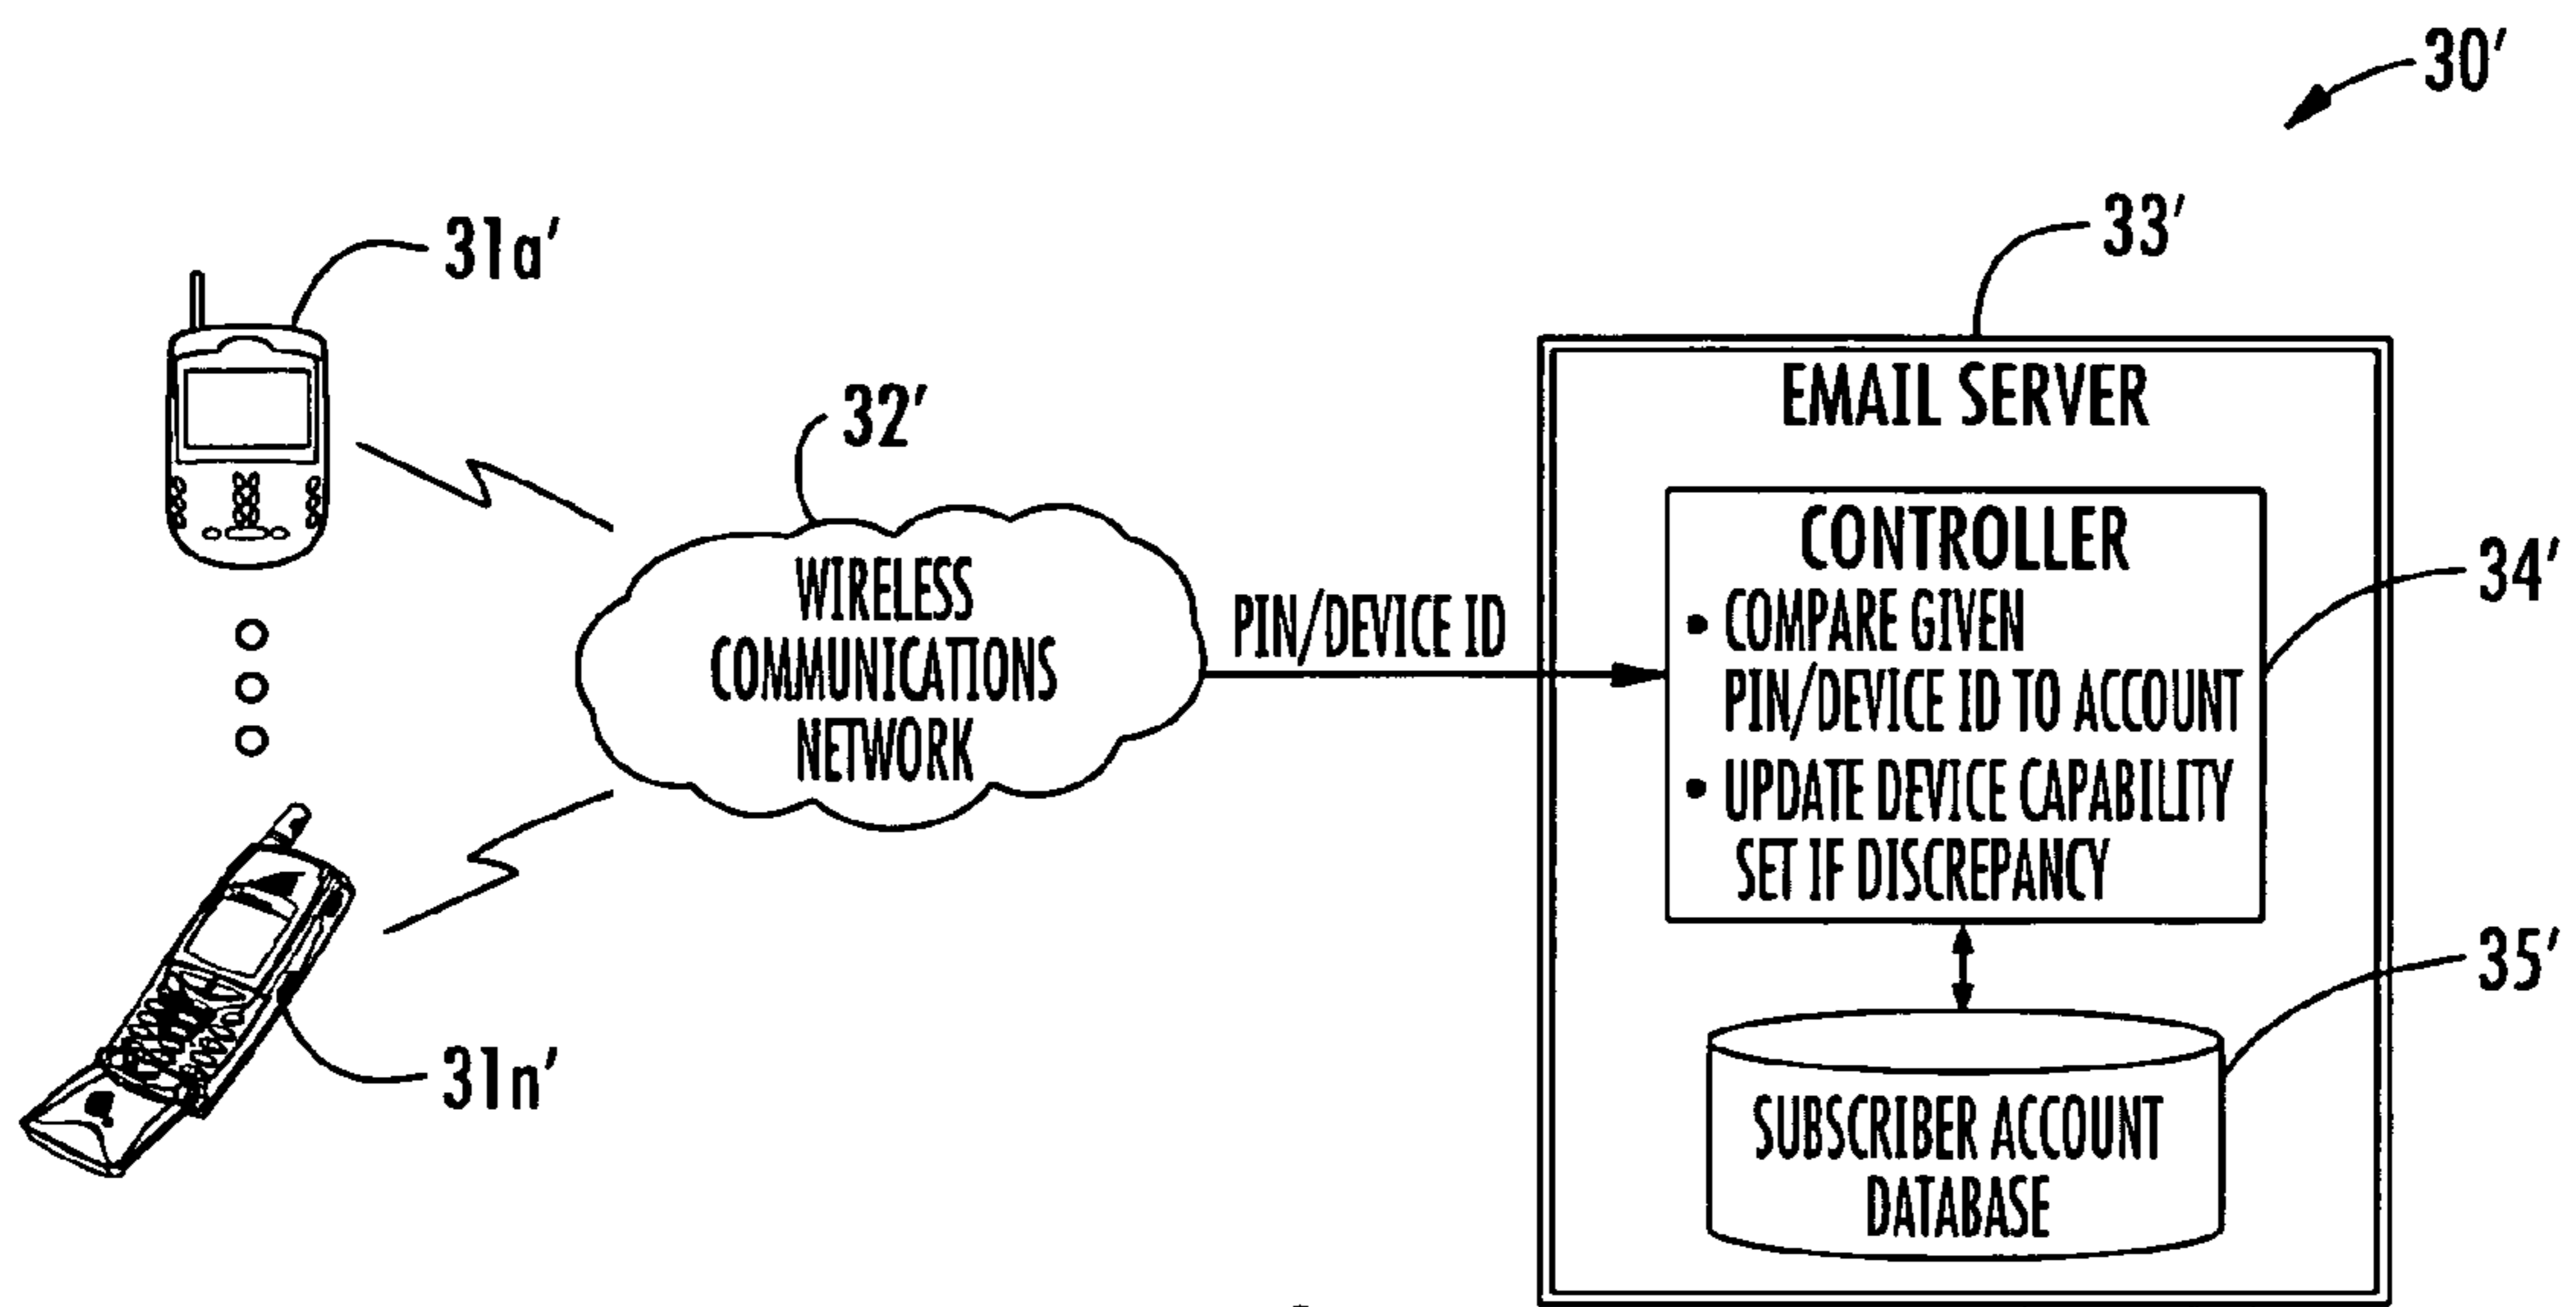 30′
33′
31a′
EMAIL SERVER
32′
CONTROLLER
• COMPARE GIVEN
PIN/DEVICE ID TO ACCOUNT
• UPDATE DEVICE CAPABILITY
SET IF DISCREPANCY
34′
WIRELESS
COMMUNICATIONS
NETWORK
PIN/DEVICE ID
35′
31n′
SUBSCRIBER ACCOUNT
DATABASE